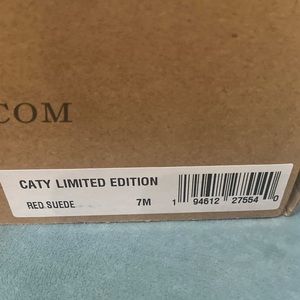 COM
CATY LIMITED EDITION
RED SUEDE 7M
1 94612 27554 0